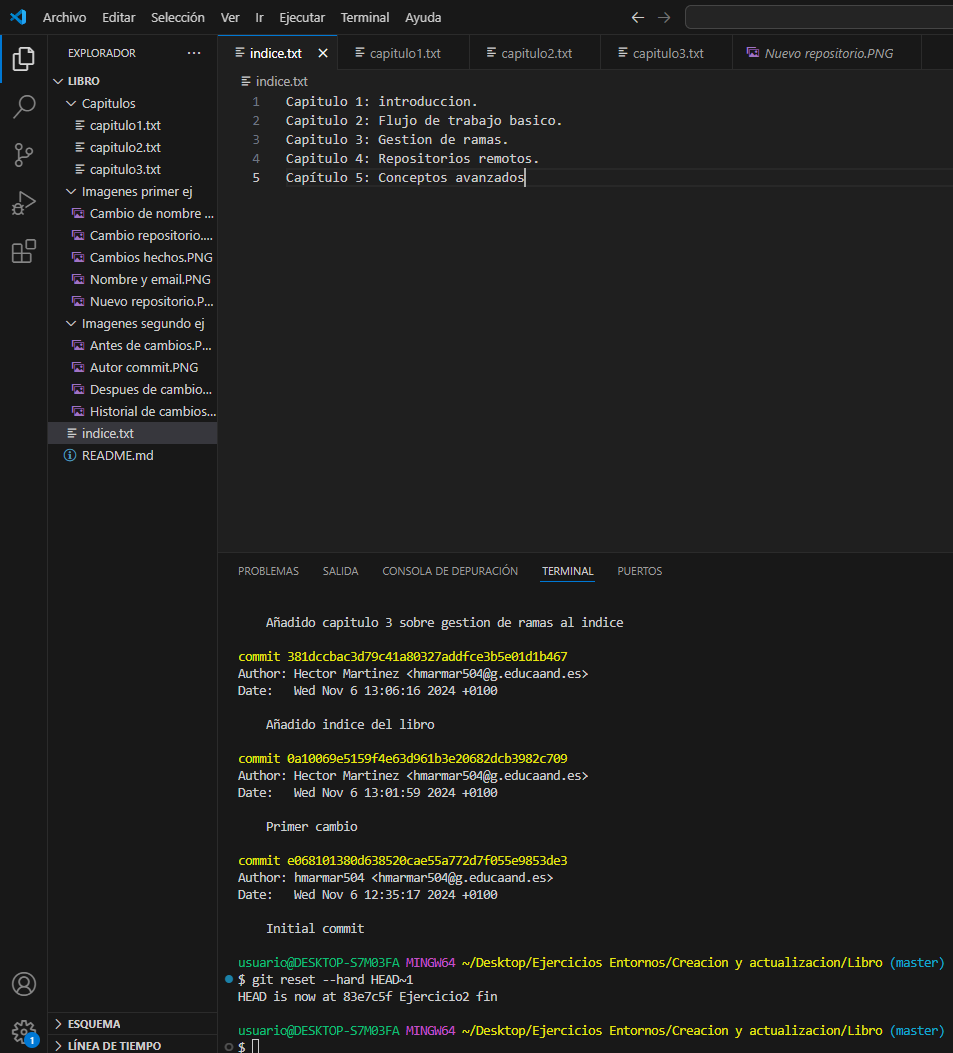 Archivo Editar Selección Ver Ir Ejecutar Terminal Ayuda
EXPLORADOR ...
LIBRO
Capitulos
capitulo1.txt
capitulo2.txt
capitulo3.txt
Imagenes primer ej
Cambio de nombre ...
Cambio repositorio....
Cambios hechos.PNG
Nombre y email.PNG
Nuevo repositorio.P...
Imagenes segundo ej
Antes de cambios.P...
Autor commit.PNG
Despues de cambio...
Historial de cambios...
indice.txt
README.md
ESQUEMA
LÍNEA DE TIEMPO
1
indice.txt capitulo1.txt capitulo2.txt capitulo3.txt Nuevo repositorio.PNG
indice.txt
1 Capitulo 1: introduccion.
2 Capitulo 2: Flujo de trabajo basico.
3 Capitulo 3: Gestion de ramas.
4 Capitulo 4: Repositorios remotos.
5 Capítulo 5: Conceptos avanzados
PROBLEMAS SALIDA CONSOLA DE DEPURACIÓN TERMINAL PUERTOS
Añadido capitulo 3 sobre gestion de ramas al indice
commit 381dccbac3d79c41a80327addfce3b5e01d1b467
Author: Hector Martinez <hmarmar504@g.educaand.es>
Date: Wed Nov 6 13:06:16 2024 +0100
Añadido indice del libro
commit 0a10069e5159f4e63d961b3e20682dcb3982c709
Author: Hector Martinez <hmarmar504@g.educaand.es>
Date: Wed Nov 6 13:01:59 2024 +0100
Primer cambio
commit e068101380d638520cae55a772d7f055e9853de3
Author: hmarmar504 <hmarmar504@g.educaand.es>
Date: Wed Nov 6 12:35:17 2024 +0100
Initial commit
usuario@DESKTOP-S7M03FA MINGW64 ~/Desktop/Ejercicios Entornos/Creacion y actualizacion/Libro (master)
$ git reset --hard HEAD~1
HEAD is now at 83e7c5f Ejercicio2 fin
usuario@DESKTOP-S7M03FA MINGW64 ~/Desktop/Ejercicios Entornos/Creacion y actualizacion/Libro (master)
$